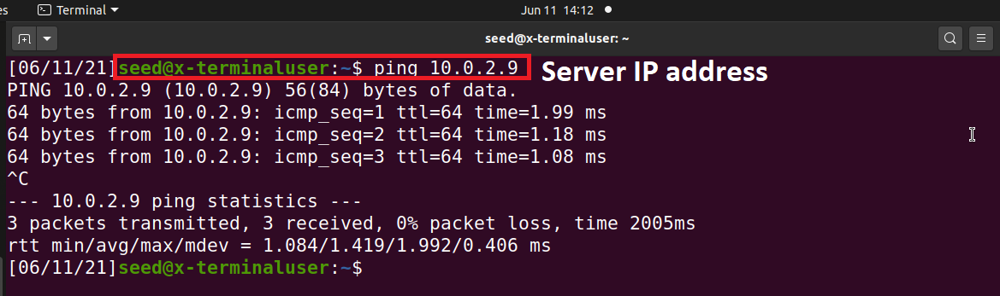 es Terminal Jun 11 14:12
seed@x-terminaluser: ~
[06/11/21]seed@x-terminaluser:~$ ping 10.0.2.9 Server IP address
PING 10.0.2.9 (10.0.2.9) 56(84) bytes of data.
64 bytes from 10.0.2.9: icmp_seq=1 ttl=64 time=1.99 ms
64 bytes from 10.0.2.9: icmp_seq=2 ttl=64 time=1.18 ms
64 bytes from 10.0.2.9: icmp_seq=3 ttl=64 time=1.08 ms
^C
--- 10.0.2.9 ping statistics ---
3 packets transmitted, 3 received, 0% packet loss, time 2005ms
rtt min/avg/max/mdev = 1.084/1.419/1.992/0.406 ms
[06/11/21]seed@x-terminaluser:~$